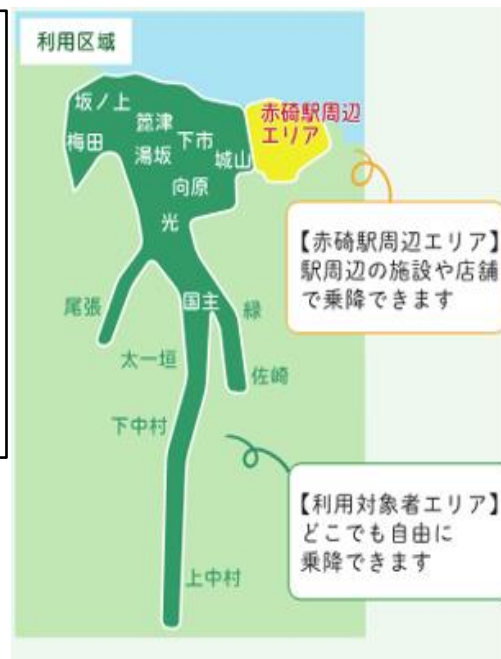 利用区域
坂ノ上
梅田
箆津
湯坂
下市
城山
向原
光
赤碕駅周辺
エリア
【赤碕駅周辺エリア】
駅周辺の施設や店舗
で乗降できます
尾張
国主
緑
太一垣
佐崎
下中村
【利用対象者エリア】
どこでも自由に
乗降できます
上中村